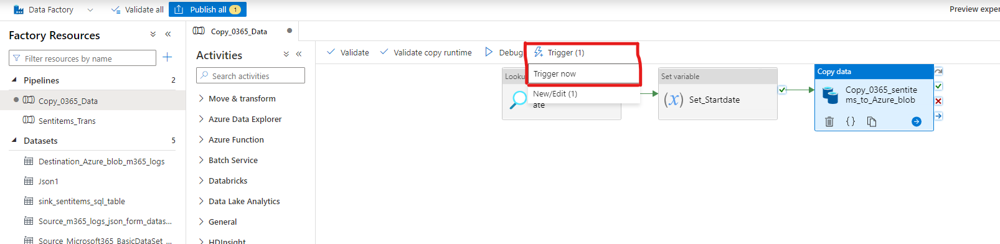 Data Factory
Validate all
Publish all 1
Preview exper
Factory Resources
Filter resources by name
Pipelines 2
Copy_0365_Data
Sentitems_Trans
Datasets 5
Destination_Azure_blob_m365_logs
Json1
sink_sentitems_sql_table
Source_m365_logs_json_form_datas...
Source_Microsoft365_BasicDataSet_...
Copy_0365_Data
Activities
Search activities
Move & transform
Azure Data Explorer
Azure Function
Batch Service
Databricks
Data Lake Analytics
General
HDInsight
Validate
Validate copy runtime
Debug
Trigger (1)
Trigger now
New/Edit (1)
Looku
ate
Set variable
(x) Set_Startdate
Copy data
Copy_0365_sentite
ms_to_Azure_blob
{}